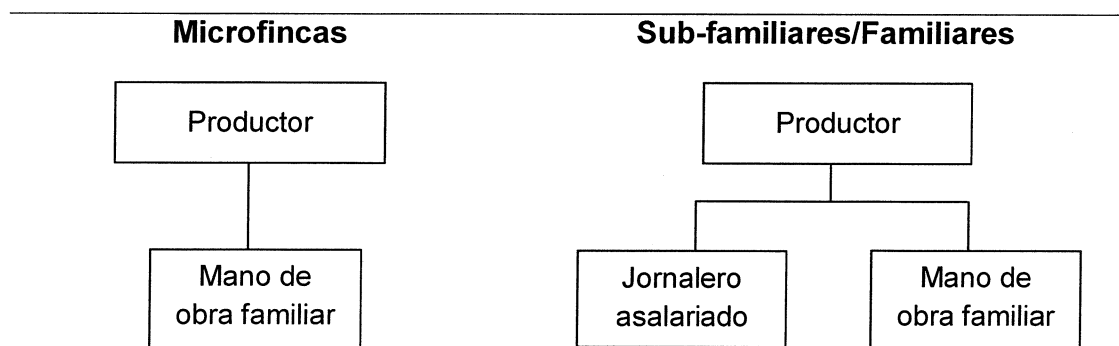 Microfincas
Productor
Mano de
obra familiar
Sub-familiares/Familiares
Productor
Jornalero
asalariado
Mano de
obra familiar